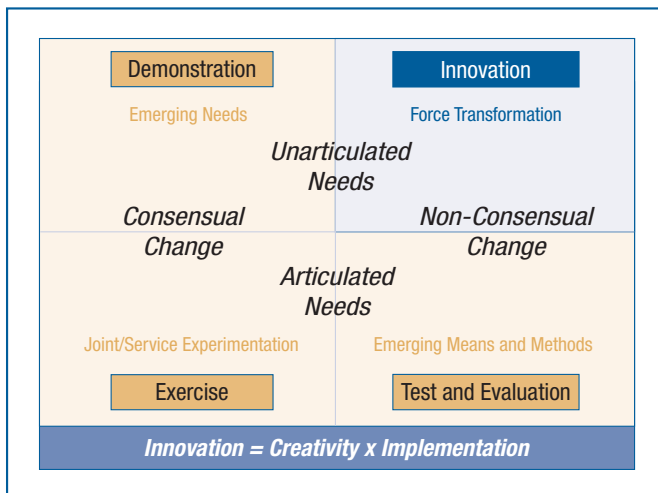 Demonstration
Innovation
Emerging Needs
Force Transformation
Unarticulated
Needs
Consensual
Change
Non-Consensual
Change
Articulated
Needs
Joint/Service Experimentation
Emerging Means and Methods
Exercise
Test and Evaluation
Innovation = Creativity x Implementation